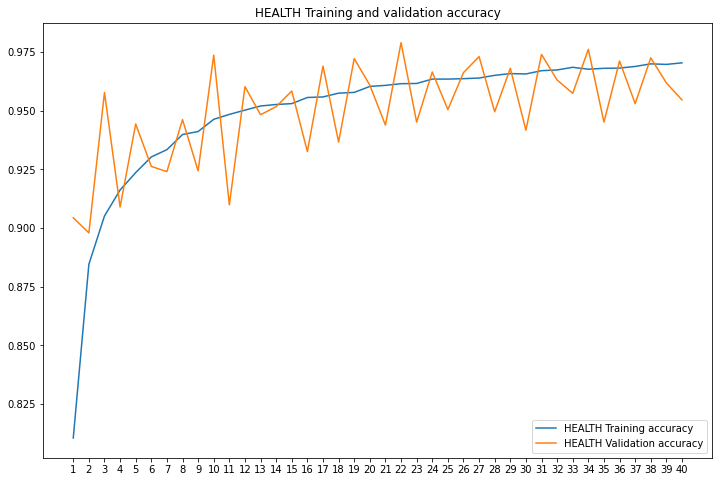 HEALTH Training and validation accuracy
0.975
0.950
0.925
0.900
0.875
0.850
0.825
HEALTH Training accuracy
HEALTH Validation accuracy
1 2 3 4 5 6 7 8 9 10 11 12 13 14 15 16 17 18 19 20 21 22 23 24 25 26 27 28 29 30 31 32 33 34 35 36 37 38 39 40